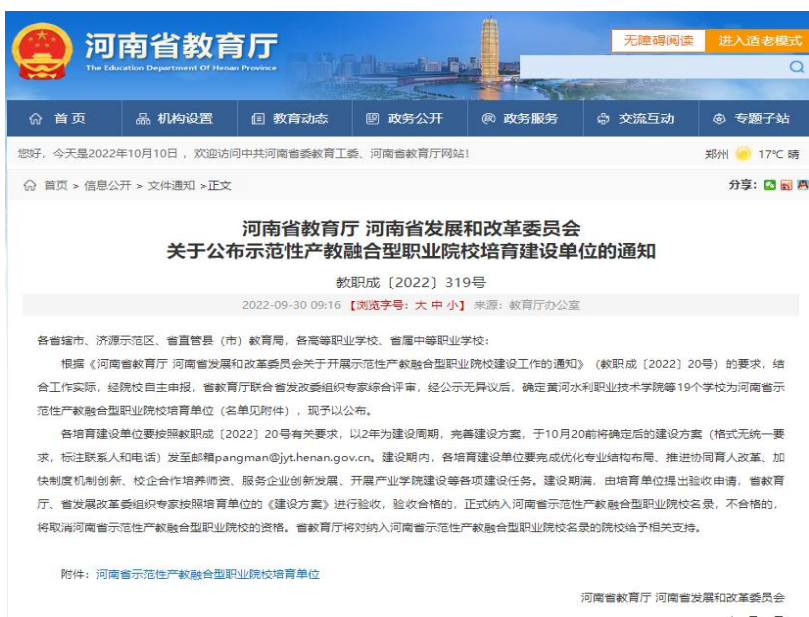 河南省教育厅
The Education Department Of Henan Province
无障碍阅读 进入适老模式
首页 机构设置 教育动态 政务公开 政务服务 交流互动 专题子站
您好，今天是2022年10月10日 ，欢迎访问中共河南省委教育工委、河南省教育厅网站！ 郑州 17℃ 晴
首页 > 信息公开 > 文件通知 >正文 分享：
河南省教育厅 河南省发展和改革委员会
关于公布示范性产教融合型职业院校培育建设单位的通知
教职成〔2022〕319号
2022-09-30 09:16 【浏览字号：大 中 小】 来源：教育厅办公室
各省辖市、济源示范区、省直管县（市）教育局，各高等职业学校，省属中等职业学校：
根据《河南省教育厅 河南省发展和改革委员会关于开展示范性产教融合型职业院校建设工作的通知》（教职成〔2022〕20号）的要求，结
合工作实际，经院校自主申报，省教育厅联合省发改委组织专家综合评审，经公示无异议后，确定黄河水利职业技术学院等19个学校为河南省示
范性产教融合型职业院校培育单位（名单见附件），现予以公布。
各培育建设单位要按照教职成〔2022〕20号有关要求，以2年为建设周期，完善建设方案，于10月20前将确定后的建设方案（格式无统一要
求，标注联系人和电话）发至邮箱pangman@jyt.henan.gov.cn。建设期内，各培育建设单位要完成优化专业结构布局、推进协同育人改革、加
快制度机制创新、校企合作培养师资、服务企业创新发展、开展产业学院建设等各项建设任务。建设期满，由培育单位提出验收申请，省教育
厅、省发展改革委组织专家按照培育单位的《建设方案》进行验收，验收合格的，正式纳入河南省示范性产教融合型职业院校名录，不合格的，
将取消河南省示范性产教融合型职业院校的资格。省教育厅将对纳入河南省示范性产教融合型职业院校名录的院校给予相关支持。
附件：河南省示范性产教融合型职业院校培育单位
河南省教育厅 河南省发展和改革委员会